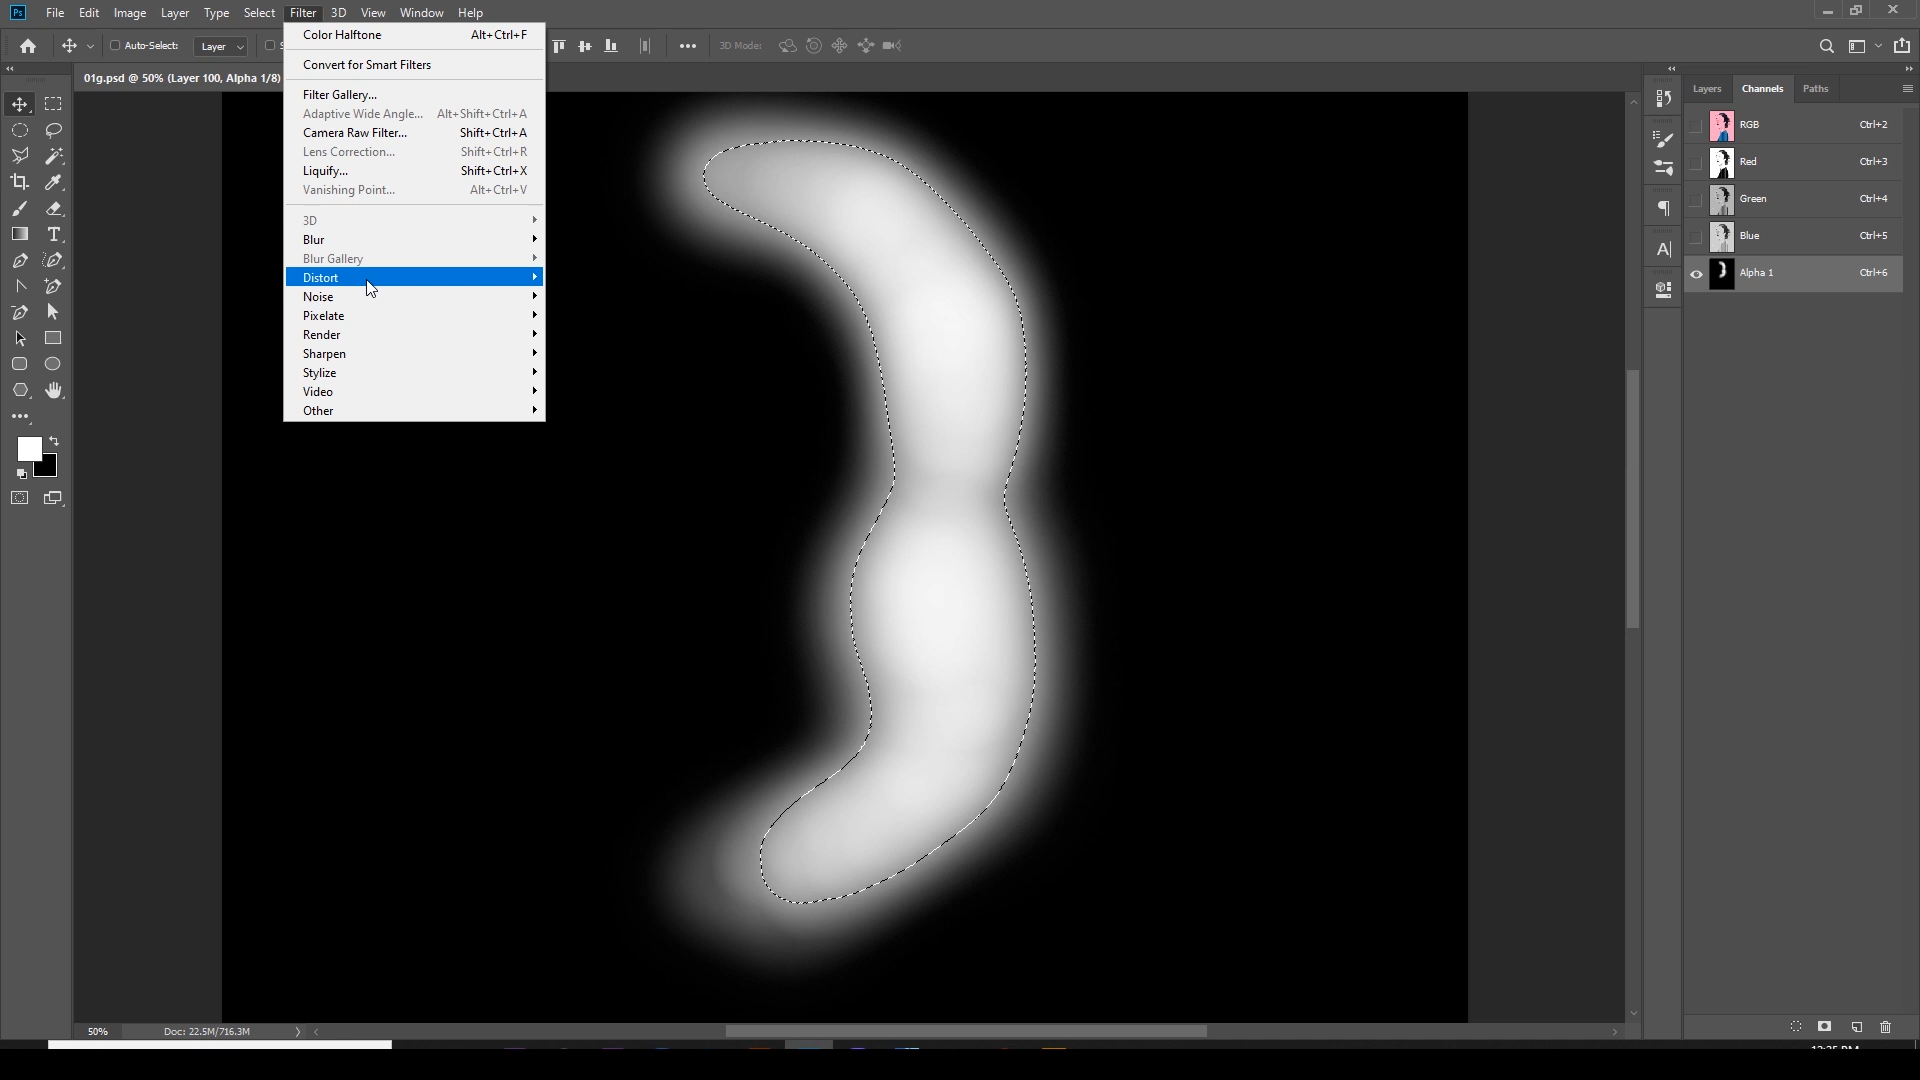 Ps File Edit Image Layer Type Select Filter 3D View Window Help
Auto-Select: Layer 3D Mode:
01g.psd @ 50% (Layer 100, Alpha 1/8)
Color Halftone Alt+Ctrl+F
Convert for Smart Filters
Filter Gallery...
Adaptive Wide Angle... Alt+Shift+Ctrl+A
Camera Raw Filter... Shift+Ctrl+A
Lens Correction... Shift+Ctrl+R
Liquify... Shift+Ctrl+X
Vanishing Point... Alt+Ctrl+V
3D
Blur
Blur Gallery
Distort
Noise
Pixelate
Render
Sharpen
Stylize
Video
Other
Layers Channels Paths
RGB Ctrl+2
Red Ctrl+3
Green Ctrl+4
Blue Ctrl+5
Alpha 1 Ctrl+6
50% Doc: 22.5M/716.3M